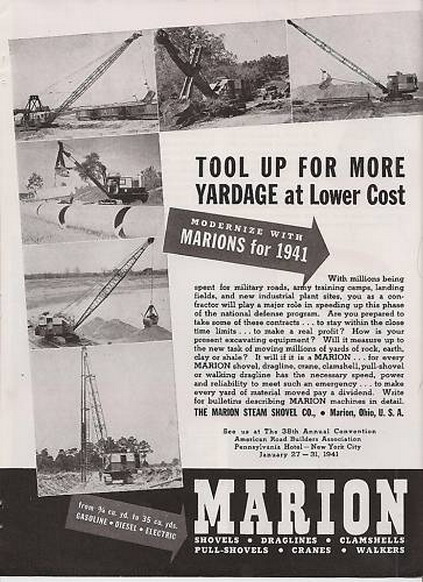 TOOL UP FOR MORE
YARDAGE at Lower Cost
MODERNIZE WITH
MARIONS for 1941
With millions being
spent for military roads, army training camps, landing
fields, and new industrial plant sites, you as a con-
tractor will play a major role in speeding up this phase
of the national defense program. Are you prepared to
take some of these contracts . . . to stay within the close
time limits . . . to make a real profit? How is your
present excavating equipment? Will it measure up to
the new task of moving millions of yards of rock, earth,
clay or shale? It will if it is a MARION . . . for every
MARION shovel, dragline, crane, clamshell, pull-shovel
or walking dragline has the necessary speed, power
and reliability to meet such an emergency . . . to make
every yard of material moved pay a dividend. Write
for bulletins describing MARION machines in detail.
THE MARION STEAM SHOVEL CO., • Marion, Ohio, U. S. A.
See us at The 38th Annual Convention
American Road Builders Association
Pennsylvania Hotel — New York City
January 27 — 31, 1941
from ¾ cu. yd. to 35 cu. yds.
GASOLINE • DIESEL • ELECTRIC
MARION
SHOVELS • DRAGLINES • CLAMSHELLS
PULL-SHOVELS • CRANES • WALKERS